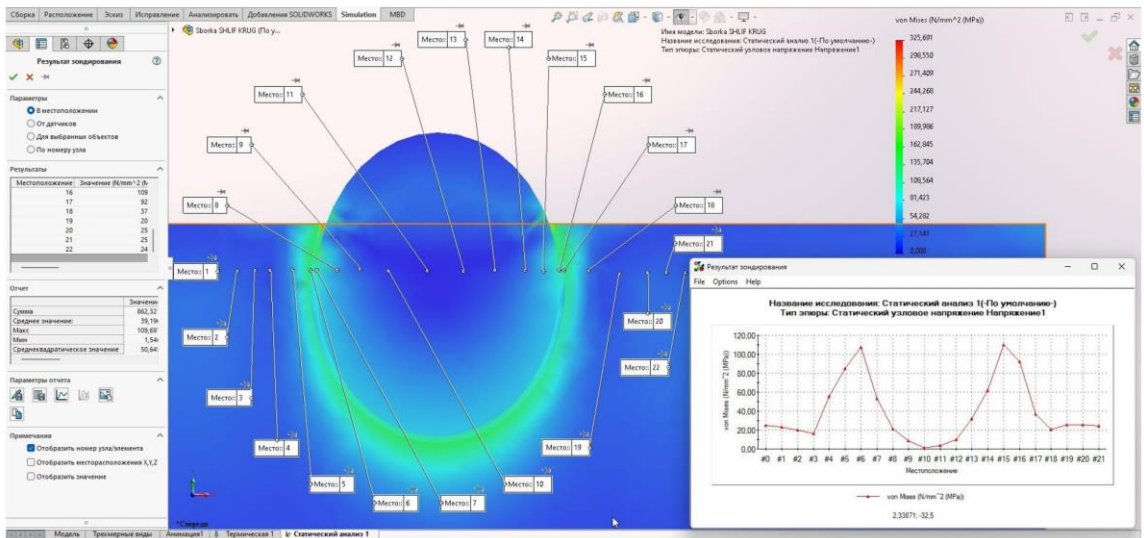 Сборка Расположение Эскиз Исправление Анализировать Добавления SOLIDWORKS Simulation MBD
Sborka SHLIF KRUG (По у...
Имя модели: Sborka SHLIF KRUG
Название исследования: Статический анализ 1(-По умолчанию-)
Тип эпюры: Статический узловое напряжение Напряжение1
von Mises (N/mm^2 (MPa))
325,691
298,550
271,409
244,268
217,127
189,986
162,845
135,704
108,564
81,423
54,282
27,141
0,000
Результат зондирования
Параметры
В местоположении
От датчиков
Для выбранных объектов
По номеру узла
Результаты
Местоположение Значение (N/mm^2 (M
16 109
17 92
18 37
19 20
20 25
21 25
22 24
Отчет
Значени
Сумма 862,32
Среднее значение: 39,19
Макс 109,69
Мин 1,54
Среднеквадратическое значение 50,64
Параметры отчета
Примечания
Отобразить номер узла/элемента
Отобразить месторасположения X,Y,Z
Отобразить значение
Место: 1
Место: 2
Место: 3
Место: 4
Место: 5
Место: 6
Место: 7
Место: 8
Место: 9
Место: 10
Место: 11
Место: 12
Место: 13
Место: 14
Место: 15
Место: 16
Место: 17
Место: 18
Место: 19
Место: 20
Место: 21
Место: 22
*Спереди
Результат зондирования
File Options Help
Название исследования: Статический анализ 1(-По умолчанию-)
Тип эпюры: Статический узловое напряжение Напряжение1
von Mises (N/mm^2 (MPa))
120.00
100.00
80.00
60.00
40.00
20.00
0.00
#0 #1 #2 #3 #4 #5 #6 #7 #8 #9 #10 #11 #12 #13 #14 #15 #16 #17 #18 #19 #20 #21
Местоположение
von Mises (N/mm^2 (MPa))
2,33871; -32.5
Модель Трехмерные виды Анимация1 Термическая 1 Статический анализ 1